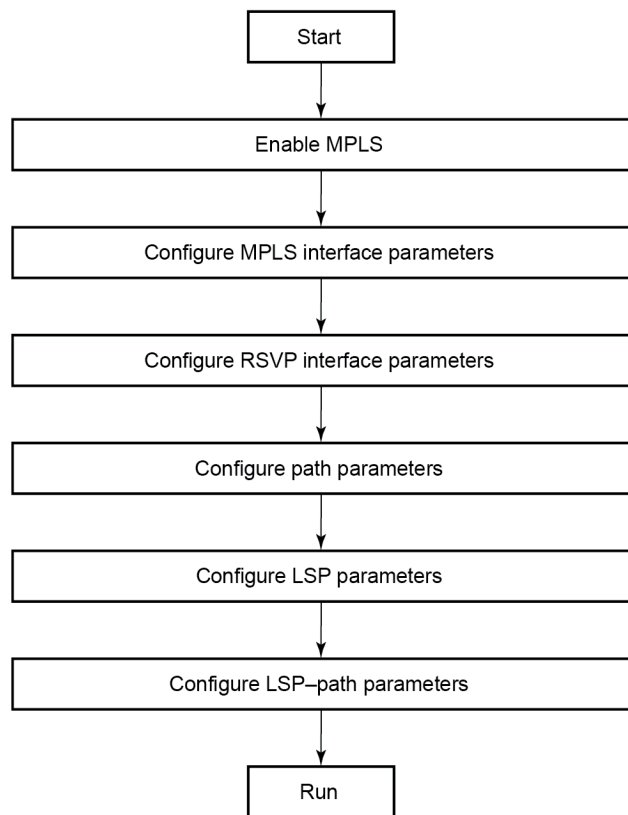 Start
Enable MPLS
Configure MPLS interface parameters
Configure RSVP interface parameters
Configure path parameters
Configure LSP parameters
Configure LSP–path parameters
Run